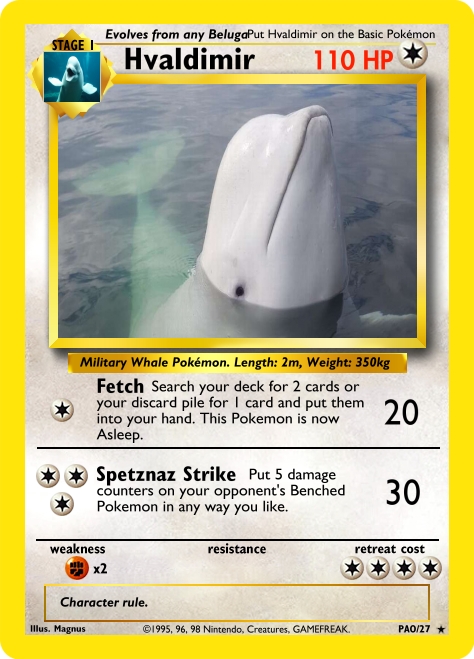 STAGE 1
Evolves from any Beluga Put Hvaldimir on the Basic Pokémon
Hvaldimir 110 HP
Military Whale Pokémon. Length: 2m, Weight: 350kg
Fetch Search your deck for 2 cards or
your discard pile for 1 card and put them
into your hand. This Pokemon is now
Asleep.
20
Spetznaz Strike Put 5 damage
counters on your opponent's Benched
Pokemon in any way you like.
30
weakness resistance retreat cost
x2
Character rule.
Illus. Magnus ©1995, 96, 98 Nintendo, Creatures, GAMEFREAK. PAO/27